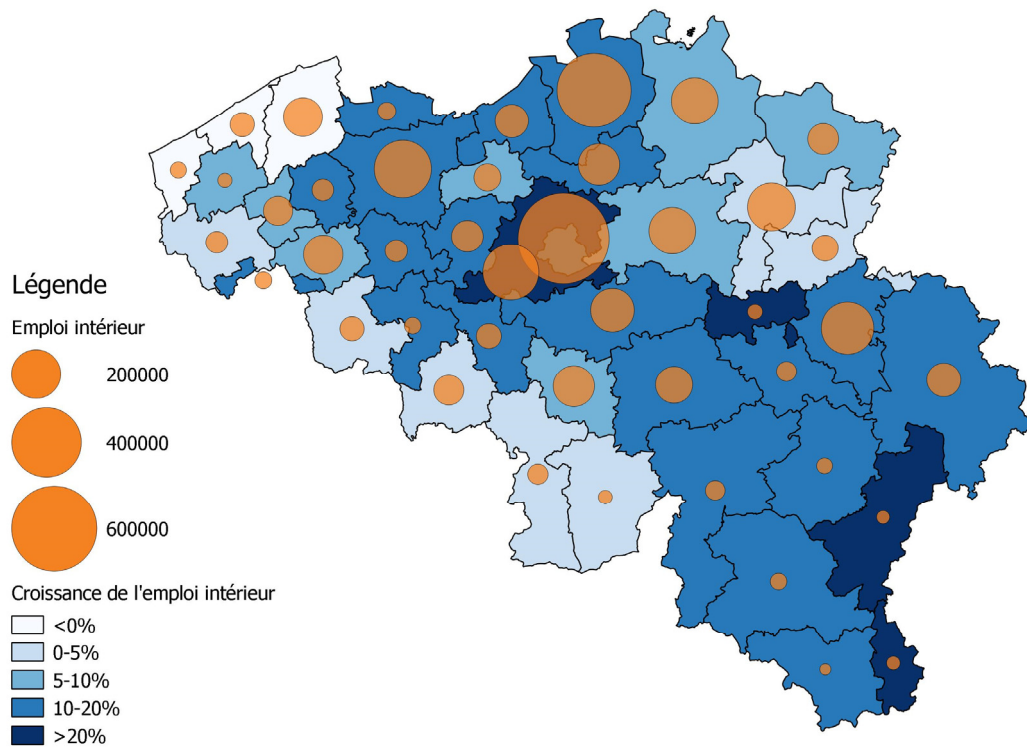 Légende
Emploi intérieur
200000
400000
600000
Croissance de l'emploi intérieur
<0%
0-5%
5-10%
10-20%
>20%